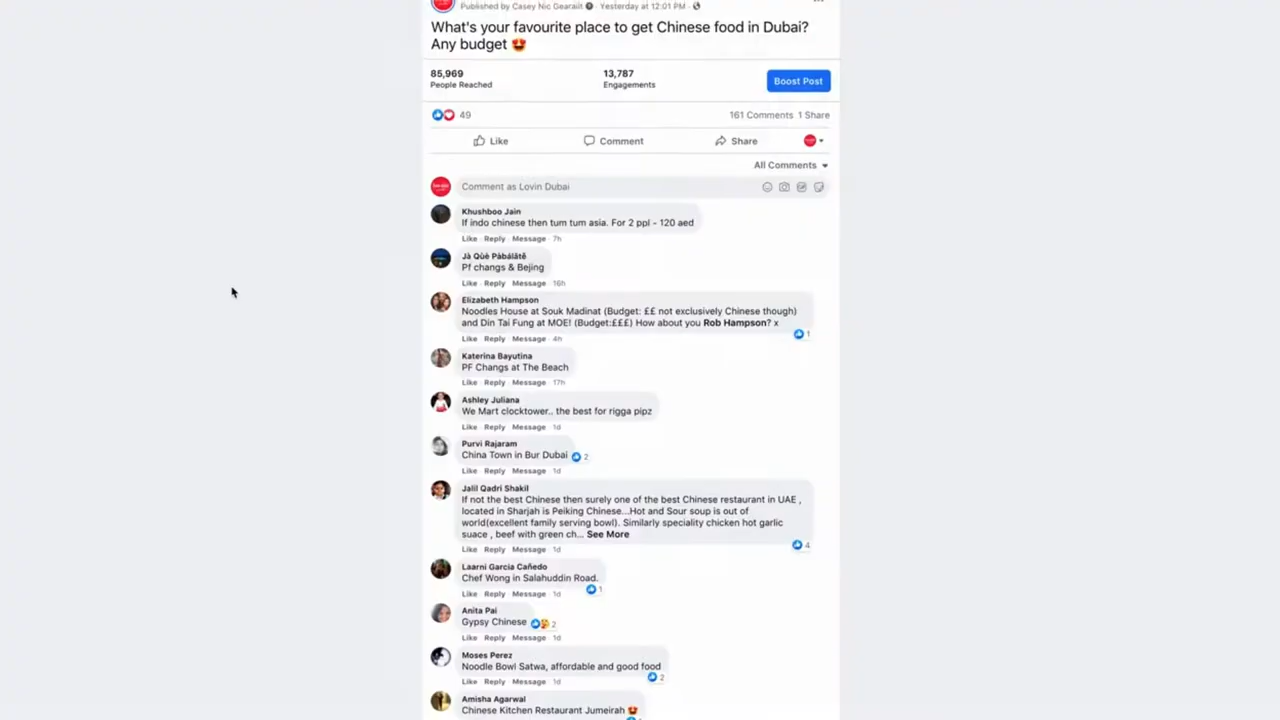 Published by Casey Nic Gearailt · Yesterday at 12:01 PM ·
What's your favourite place to get Chinese food in Dubai?
Any budget 😍
85,969
People Reached
13,787
Engagements
Boost Post
49
161 Comments 1 Share
Like
Comment
Share
All Comments
Comment as Lovin Dubai
Khushboo Jain
If indo chinese then tum tum asia. For 2 ppl - 120 aed
Like · Reply · Message · 7h
Jà Qùè Pàbálátê
Pf changs & Bejing
Like · Reply · Message · 16h
Elizabeth Hampson
Noodles House at Souk Madinat (Budget: ££ not exclusively Chinese though)
and Din Tai Fung at MOE! (Budget:£££) How about you Rob Hampson? x
1
Like · Reply · Message · 4h
Katerina Bayutina
PF Changs at The Beach
Like · Reply · Message · 17h
Ashley Juliana
We Mart clocktower.. the best for rigga pipz
Like · Reply · Message · 1d
Purvi Rajaram
China Town in Bur Dubai
2
Like · Reply · Message · 1d
Jalil Qadri Shakil
If not the best Chinese then surely one of the best Chinese restaurant in UAE ,
located in Sharjah is Peiking Chinese...Hot and Sour soup is out of
world(excellent family serving bowl). Similarly speciality chicken hot garlic
suace , beef with green ch... See More
4
Like · Reply · Message · 1d
Laarni Garcia Cañedo
Chef Wong in Salahuddin Road.
1
Like · Reply · Message · 1d
Anita Pai
Gypsy Chinese
2
Like · Reply · Message · 1d
Moses Perez
Noodle Bowl Satwa, affordable and good food
2
Like · Reply · Message · 1d
Amisha Agarwal
Chinese Kitchen Restaurant Jumeirah 😍